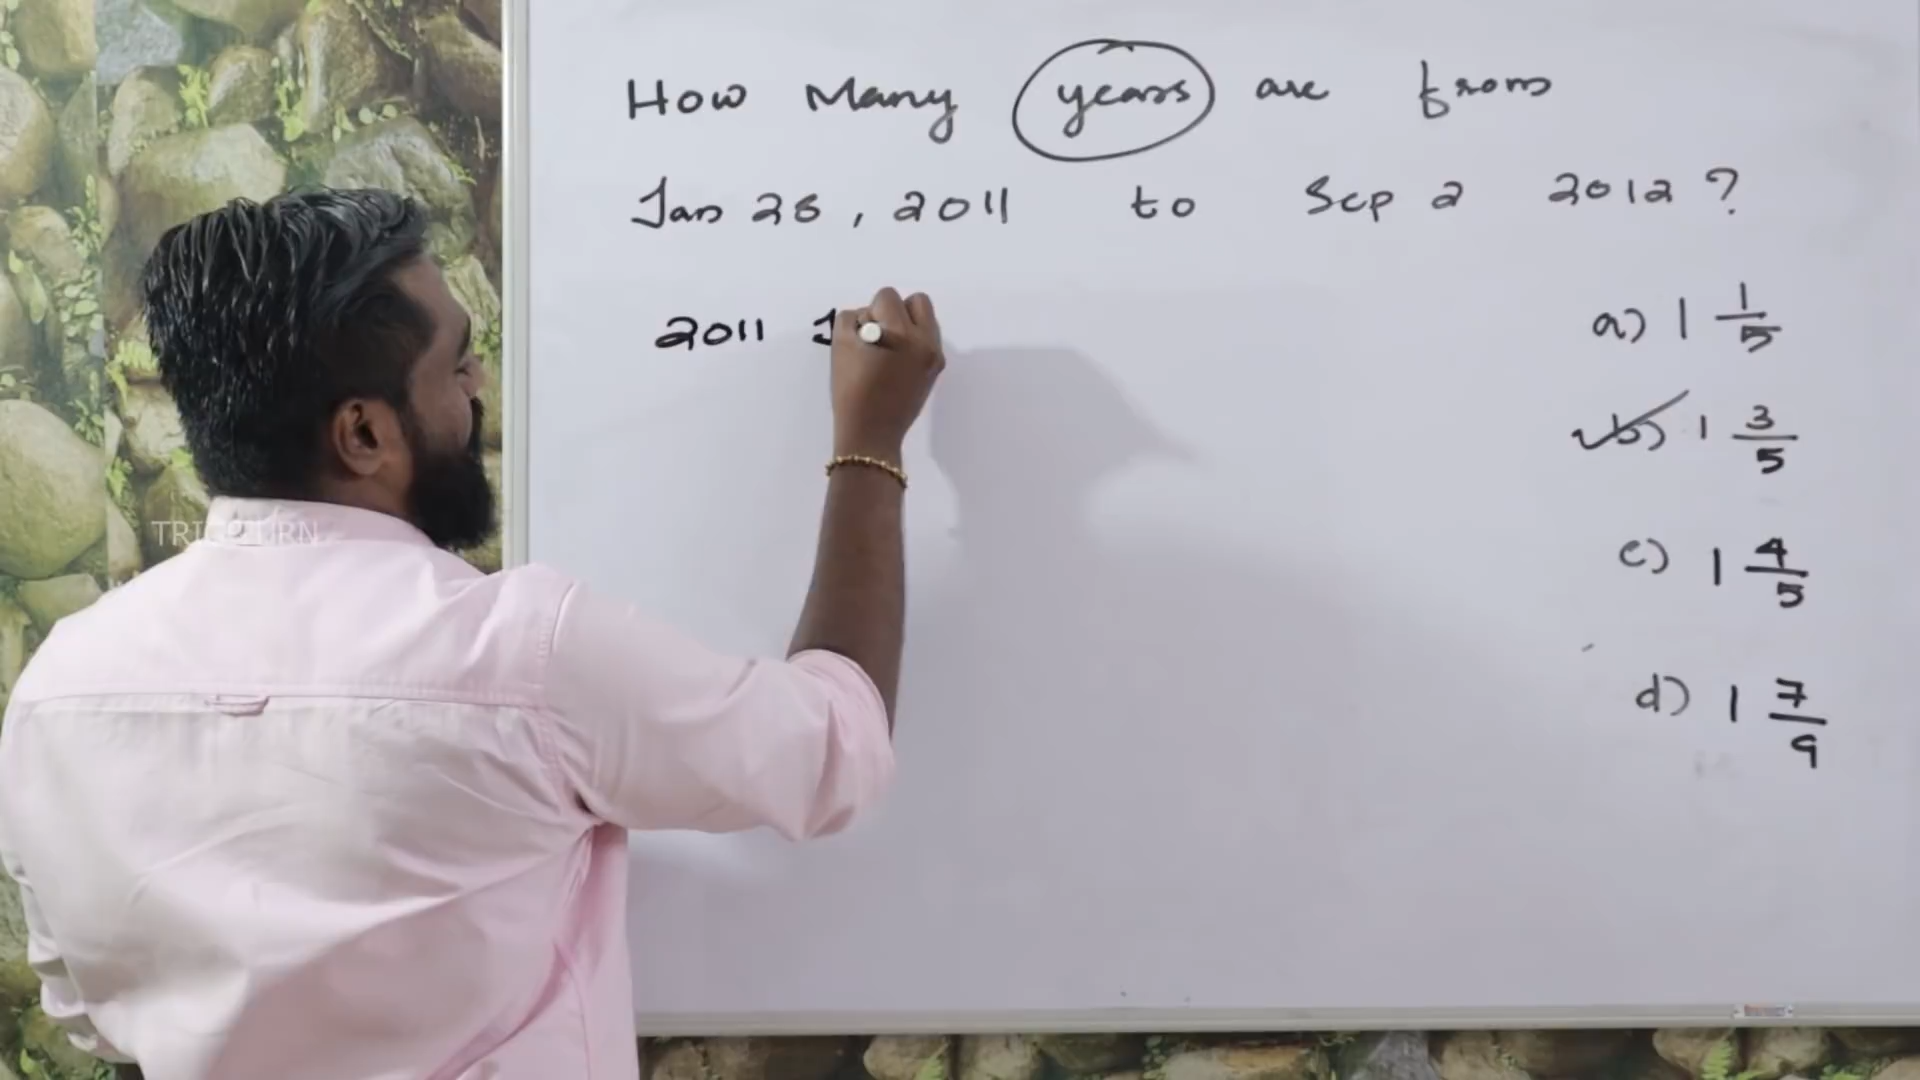 How Many years are from
Jan 28, 2011 to Sep 2 2012 ?
2011
a) 1 1/5
b) 1 3/5
c) 1 4/5
d) 1 7/9